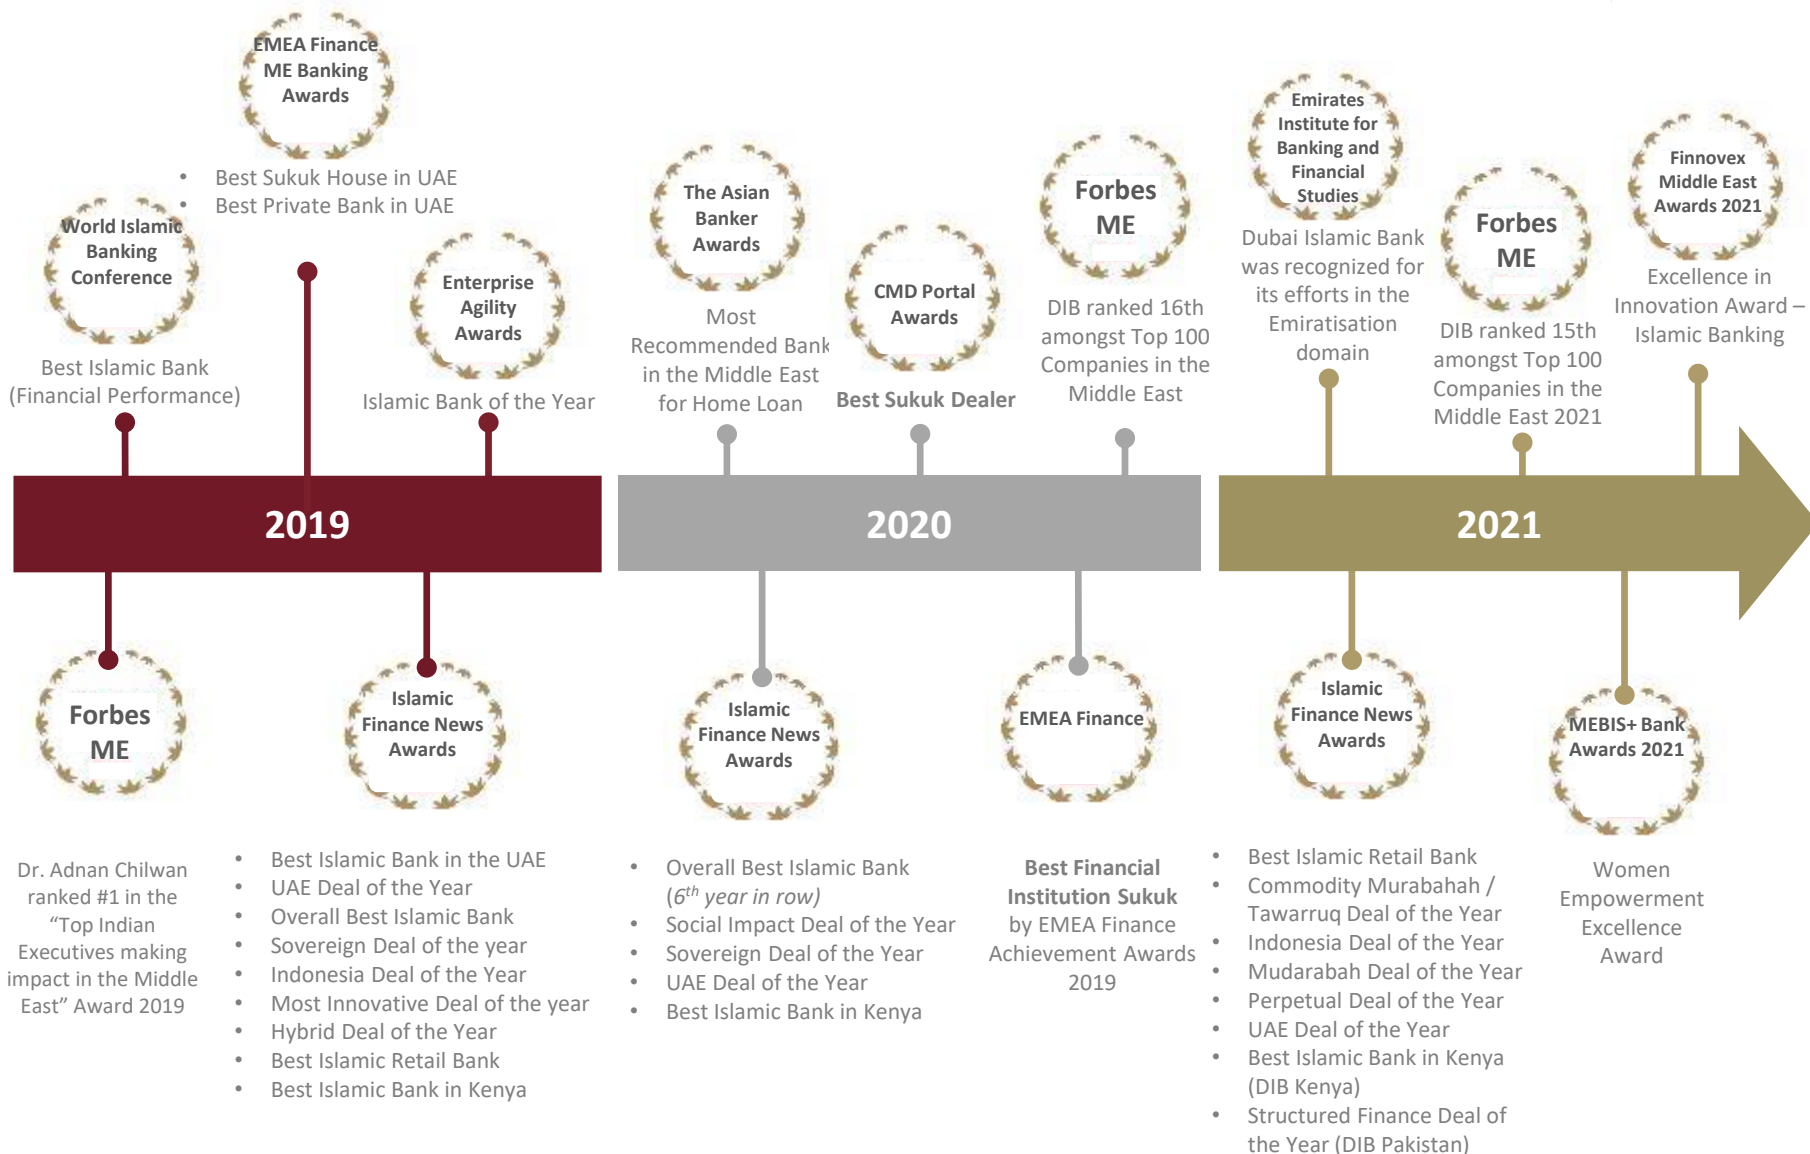 EMEA Finance
ME Banking
Awards
• Best Sukuk House in UAE
• Best Private Bank in UAE
World Islamic
Banking
Conference
Best Islamic Bank
(Financial Performance)
Enterprise
Agility
Awards
Islamic Bank of the Year
The Asian
Banker
Awards
Most
Recommended Bank
in the Middle East
for Home Loan
CMD Portal
Awards
Best Sukuk Dealer
Forbes
ME
DIB ranked 16th
amongst Top 100
Companies in the
Middle East
Emirates
Institute for
Banking and
Financial
Studies
Dubai Islamic Bank
was recognized for
its efforts in the
Emiratisation
domain
Forbes
ME
DIB ranked 15th
amongst Top 100
Companies in the
Middle East 2021
Finnovex
Middle East
Awards 2021
Excellence in
Innovation Award –
Islamic Banking
2019
2020
2021
Forbes
ME
Dr. Adnan Chilwan
ranked #1 in the
“Top Indian
Executives making
impact in the Middle
East” Award 2019
Islamic
Finance News
Awards
• Best Islamic Bank in the UAE
• UAE Deal of the Year
• Overall Best Islamic Bank
• Sovereign Deal of the year
• Indonesia Deal of the Year
• Most Innovative Deal of the year
• Hybrid Deal of the Year
• Best Islamic Retail Bank
• Best Islamic Bank in Kenya
Islamic
Finance News
Awards
• Overall Best Islamic Bank
(6th year in row)
• Social Impact Deal of the Year
• Sovereign Deal of the Year
• UAE Deal of the Year
• Best Islamic Bank in Kenya
EMEA Finance
Best Financial
Institution Sukuk
by EMEA Finance
Achievement Awards
2019
Islamic
Finance News
Awards
• Best Islamic Retail Bank
• Commodity Murabahah /
Tawarruq Deal of the Year
• Indonesia Deal of the Year
• Mudarabah Deal of the Year
• Perpetual Deal of the Year
• UAE Deal of the Year
• Best Islamic Bank in Kenya
(DIB Kenya)
• Structured Finance Deal of
the Year (DIB Pakistan)
MEBIS+ Bank
Awards 2021
Women
Empowerment
Excellence
Award